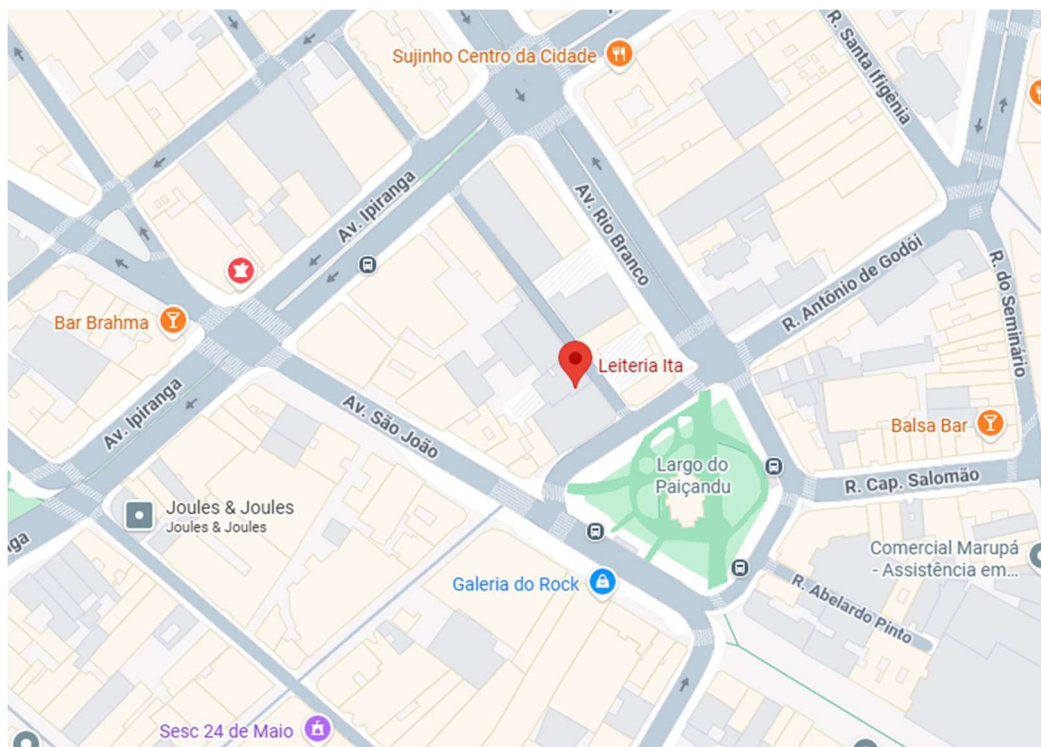 Sujinho Centro da Cidade
R. Santa Ifigênia
Av. Ipiranga
Av. Rio Branco
R. Antônio de Godói
R. do Seminário
Bar Brahma
Leiteria Ita
Av. Ipiranga
Av. São João
Balsa Bar
Largo do
Paiçandu
R. Cap. Salomão
Joules & Joules
Joules & Joules
nga
Comercial Marupá
- Assistência em...
Galeria do Rock
R. Abelardo Pinto
Sesc 24 de Maio